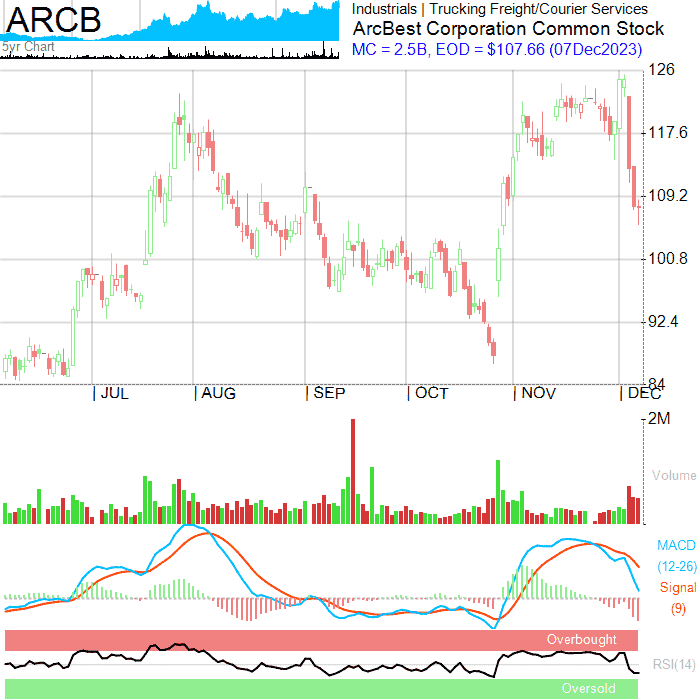 ARCB
5yr Chart
Industrials | Trucking Freight/Courier Services
ArcBest Corporation Common Stock
MC = 2.5B, EOD = $107.66 (07Dec2023)
126
117.6
109.2
100.8
92.4
84
| JUL | AUG | SEP | OCT | NOV | DEC
2M
Volume
MACD
(12-26)
Signal
(9)
Overbought
RSI(14)
Oversold